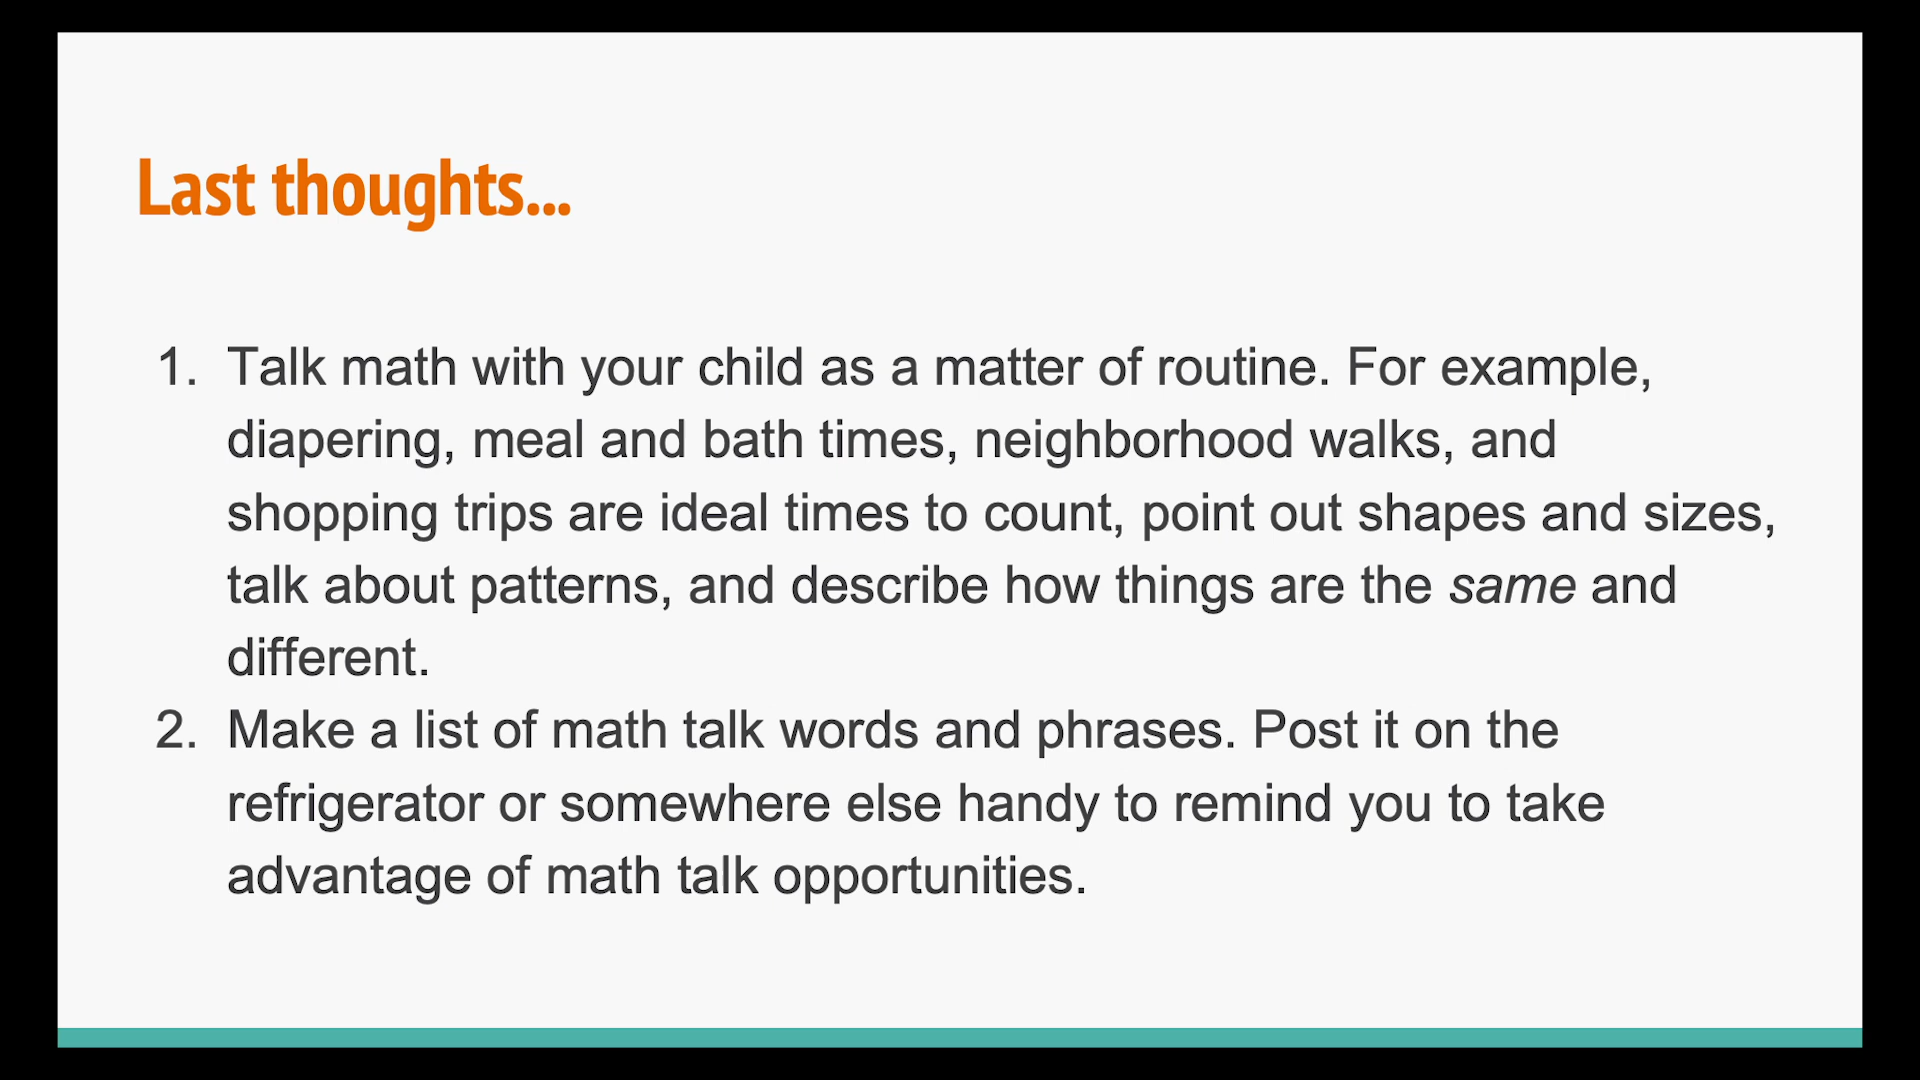 Last thoughts...
1. Talk math with your child as a matter of routine. For example,
diapering, meal and bath times, neighborhood walks, and
shopping trips are ideal times to count, point out shapes and sizes,
talk about patterns, and describe how things are the same and
different.
2. Make a list of math talk words and phrases. Post it on the
refrigerator or somewhere else handy to remind you to take
advantage of math talk opportunities.